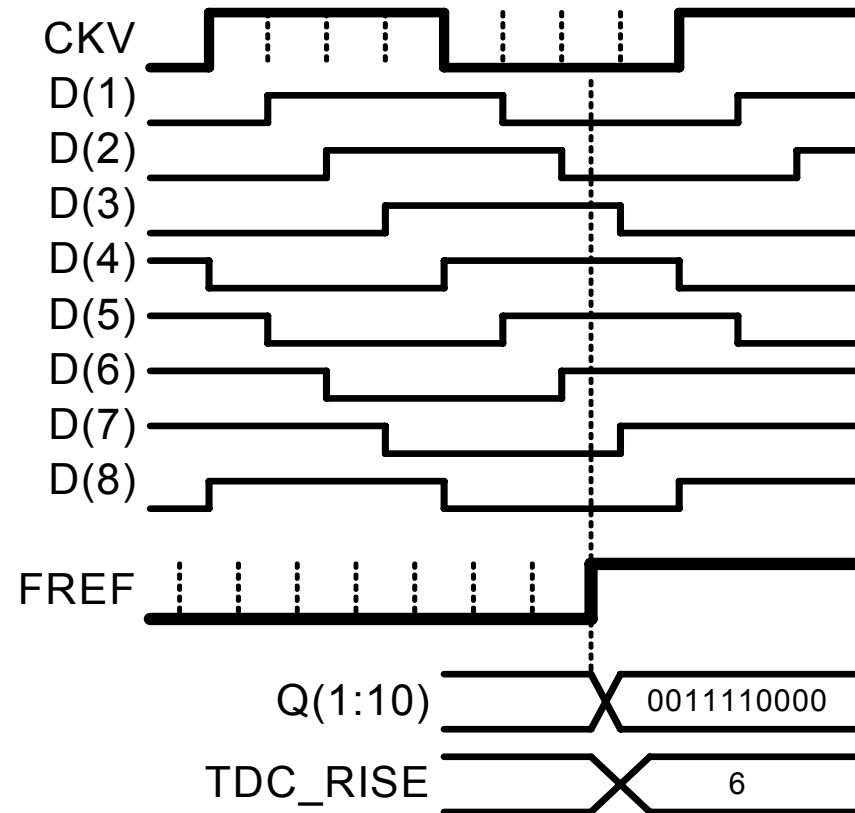 CKV
D(1)
D(2)
D(3)
D(4)
D(5)
D(6)
D(7)
D(8)
FREF
Q(1:10) 0011110000
TDC_RISE 6